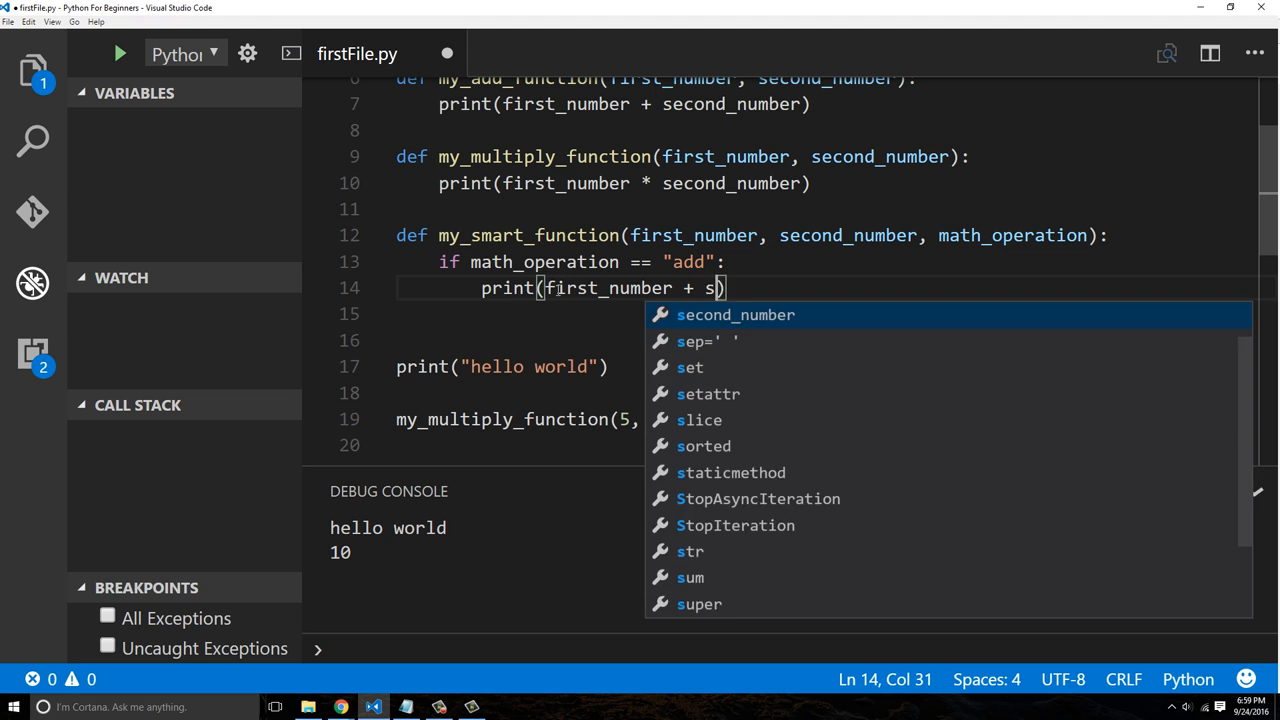 firstFile.py - Python For Beginners - Visual Studio Code
File Edit View Go Help
Python
firstFile.py
1
VARIABLES
WATCH
2
CALL STACK
BREAKPOINTS
All Exceptions
Uncaught Exceptions
6 def my_add_function(first_number, second_number):
7 print(first_number + second_number)
8
9 def my_multiply_function(first_number, second_number):
10 print(first_number * second_number)
11
12 def my_smart_function(first_number, second_number, math_operation):
13 if math_operation == "add":
14 print(first_number + s)
15
16
17 print("hello world")
18
19 my_multiply_function(5,
20
second_number
sep=' '
set
setattr
slice
sorted
staticmethod
StopAsyncIteration
StopIteration
str
sum
super
DEBUG CONSOLE
hello world
10
0 0
Ln 14, Col 31 Spaces: 4 UTF-8 CRLF Python
I'm Cortana. Ask me anything.
6:59 PM
9/24/2016